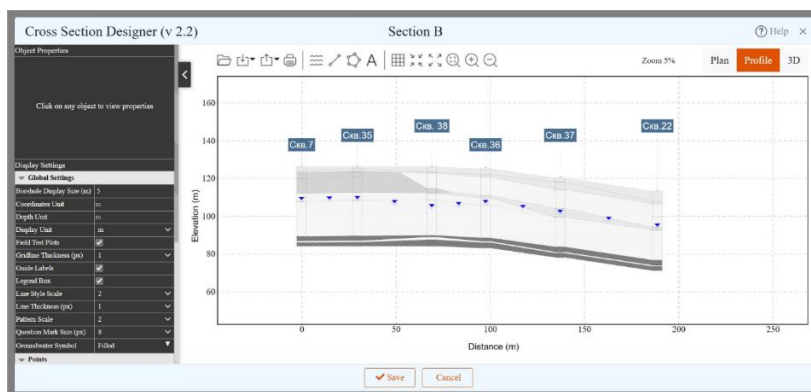 Cross Section Designer (v 2.2)
Section B
Help ×
Object Properties
Click on any object to view properties
Zoom 5%
Plan
Profile
3D
Display Settings
Global Settings
Borehole Display Size (m) 5
Coordinates Unit m
Depth Unit m
Display Unit m
Field Test Plots
Gridline Thickness (px) 1
Guide Labels
Legend Box
Line Style Scale 2
Line Thickness (px) 1
Pattern Scale 2
Question Mark Size (px) 8
Groundwater Symbol Filled
Points
160
140
120
100
80
60
Elevation (m)
Скв.7
Скв.35
Скв. 38
Скв.36
Скв.37
Скв.22
0
50
100
150
200
250
Distance (m)
Save
Cancel